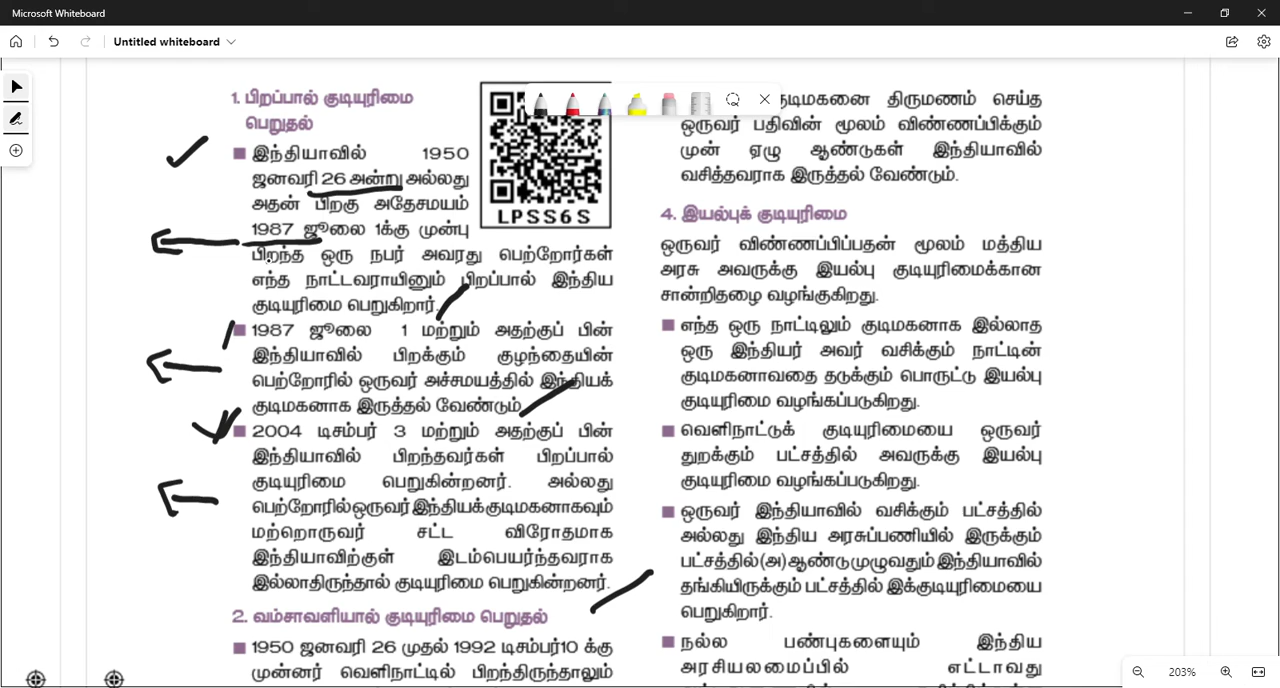 Microsoft Whiteboard
Untitled whiteboard
1. பிறப்பால் குடியுரிமை
பெறுதல்
இந்தியாவில் 1950
ஜனவரி 26 அன்று அல்லது
அதன் பிறகு அதேசமயம்
1987 ஜூலை 1க்கு முன்பு
பிறந்த ஒரு நபர் அவரது பெற்றோர்கள்
எந்த நாட்டவராயினும் பிறப்பால் இந்திய
குடியுரிமை பெறுகிறார்.
1987 ஜூலை 1 மற்றும் அதற்குப் பின்
இந்தியாவில் பிறக்கும் குழந்தையின்
பெற்றோரில் ஒருவர் அச்சமயத்தில் இந்தியக்
குடிமகனாக இருத்தல் வேண்டும்
2004 டிசம்பர் 3 மற்றும் அதற்குப் பின்
இந்தியாவில் பிறந்தவர்கள் பிறப்பால்
குடியுரிமை பெறுகின்றனர். அல்லது
பெற்றோரில்ஒருவர்இந்தியக்குடிமகனாகவும்
மற்றொருவர் சட்ட விரோதமாக
இந்தியாவிற்குள் இடம்பெயர்ந்தவராக
இல்லாதிருந்தால் குடியுரிமை பெறுகின்றனர்.
2. வம்சாவளியால் குடியுரிமை பெறுதல்
1950 ஜனவரி 26 முதல் 1992 டிசம்பர்10 க்கு
முன்னர் வெளிநாட்டில் பிறந்திருந்தாலும்
LPSS6S
திருமணம் செய்த
ஒருவர் பதிவின் மூலம் விண்ணப்பிக்கும்
முன் ஏழு ஆண்டுகள் இந்தியாவில்
வசித்தவராக இருத்தல் வேண்டும்.
4. இயல்புக் குடியுரிமை
ஒருவர் விண்ணப்பிப்பதன் மூலம் மத்திய
அரசு அவருக்கு இயல்பு குடியுரிமைக்கான
சான்றிதழை வழங்குகிறது.
எந்த ஒரு நாட்டிலும் குடிமகனாக இல்லாத
ஒரு இந்தியர் அவர் வசிக்கும் நாட்டின்
குடிமகனாவதை தடுக்கும் பொருட்டு இயல்பு
குடியுரிமை வழங்கப்படுகிறது.
வெளிநாட்டுக் குடியுரிமையை ஒருவர்
துறக்கும் பட்சத்தில் அவருக்கு இயல்பு
குடியுரிமை வழங்கப்படுகிறது.
ஒருவர் இந்தியாவில் வசிக்கும் பட்சத்தில்
அல்லது இந்திய அரசுப்பணியில் இருக்கும்
பட்சத்தில்(அ)ஆண்டுமுழுவதும்இந்தியாவில்
தங்கியிருக்கும் பட்சத்தில் இக்குடியுரிமையை
பெறுகிறார்.
நல்ல பண்புகளையும் இந்திய
அரசியலமைப்பில் எட்டாவது
203%